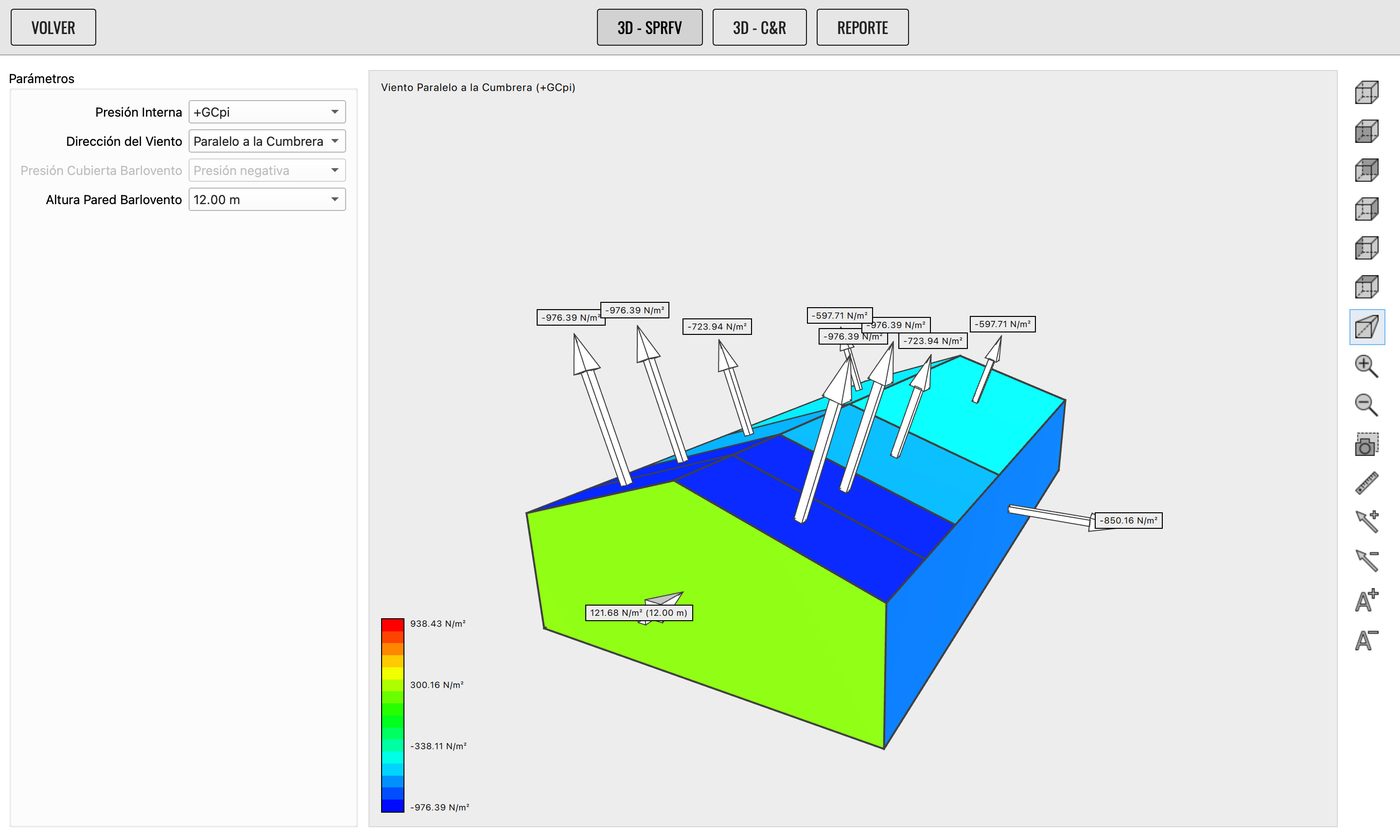 VOLVER
3D - SPRFV
3D - C&R
REPORTE
Parámetros
Presión Interna
+GCpi
Dirección del Viento
Paralelo a la Cumbrera
Presión Cubierta Barlovento
Presión negativa
Altura Pared Barlovento
12.00 m
Viento Paralelo a la Cumbrera (+GCpi)
-976.39 N/m²
-976.39 N/m²
-723.94 N/m²
-597.71 N/m²
-976.39 N/m²
-976.39 N/m²
-723.94 N/m²
-597.71 N/m²
-850.16 N/m²
121.68 N/m² (12.00 m)
938.43 N/m²
300.16 N/m²
-338.11 N/m²
-976.39 N/m²
A+
A-